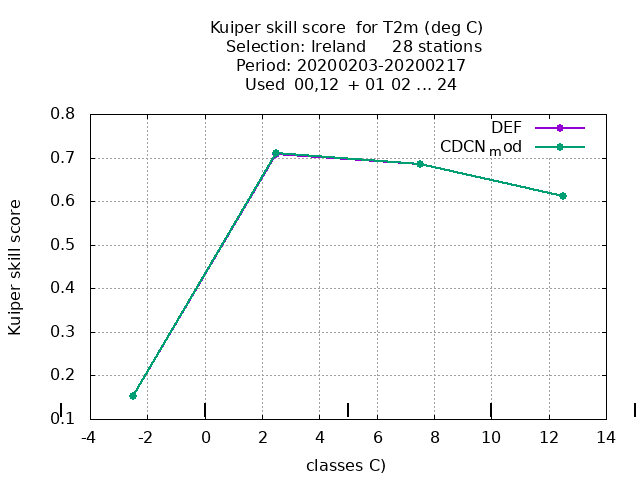 Kuiper skill score for T2m (deg C)
Selection: Ireland 28 stations
Period: 20200203-20200217
Used 00,12 + 01 02 ... 24
DEF
CDCN_mod
Kuiper skill score
0.8
0.7
0.6
0.5
0.4
0.3
0.2
0.1
-4 -2 0 2 4 6 8 10 12 14
classes C)